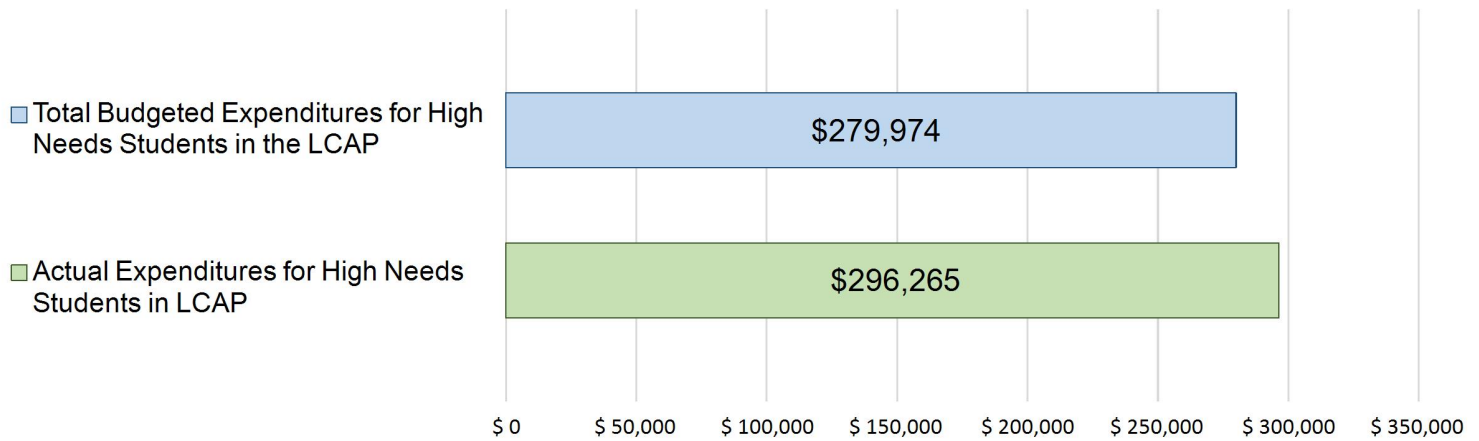 Total Budgeted Expenditures for High
Needs Students in the LCAP
$279,974
Actual Expenditures for High Needs
Students in LCAP
$296,265
$ 0 $ 50,000 $ 100,000 $ 150,000 $ 200,000 $ 250,000 $ 300,000 $ 350,000